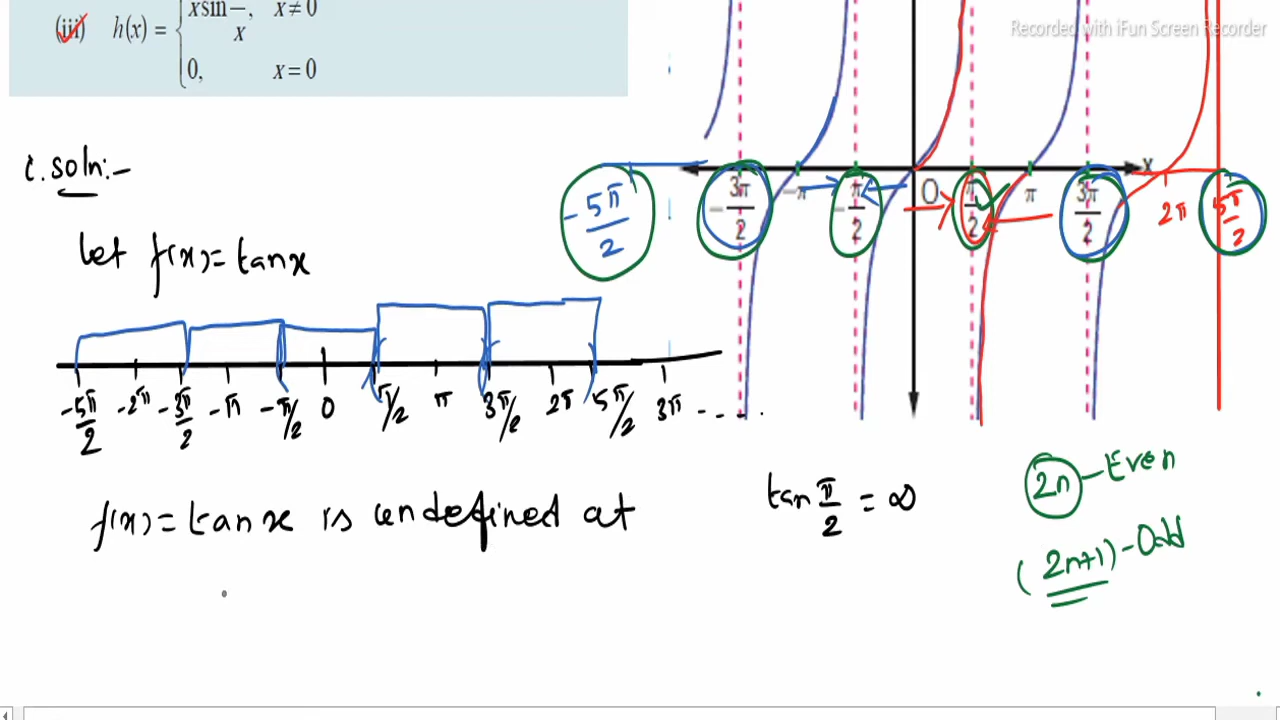 (iii) h(x) = { x sin —, x ≠ 0
x
0, x = 0
Recorded with iFun Screen Recorder
i. soln:-
Let f(x) = tan x
-5π/2 -2π -3π/2 -π -π/2 0 π/2 π 3π/2 2π 5π/2 3π - - - .
-5π/2 -3π/2 -π -π/2 0 π/2 π 3π/2 2π 5π/2 x
f(x) = tan x is undefined at
tan π/2 = ∞
2n - Even
(2n+1) - Odd